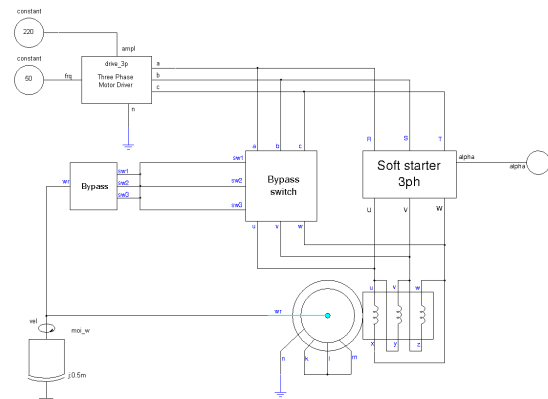 constant
220
ampl
constant
50
frq
drive_3p
Three Phase
Motor Driver
a
b
c
n
a b c
R S T
wr
Bypass
sw1
sw2
sw3
sw1
sw2
sw3
Bypass
switch
Soft starter
3ph
alpha
alpha
u v w
U V W
u v w
x y z
wr
n k l m
vel
moi_w
j:0.5m